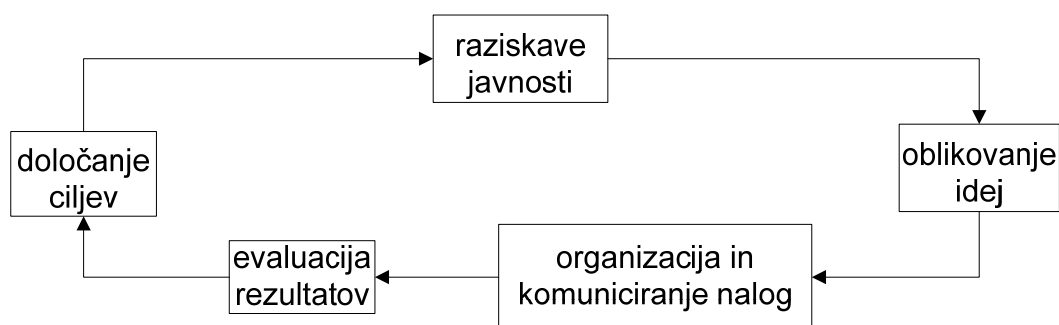 raziskave
javnosti
določanje
ciljev
oblikovanje
idej
evaluacija
rezultatov
organizacija in
komuniciranje nalog